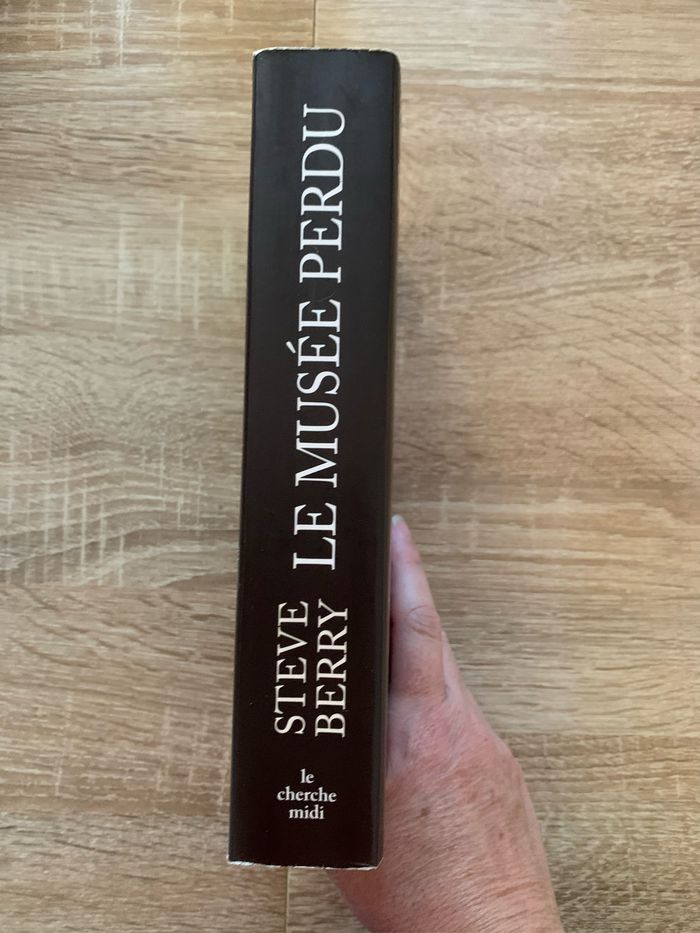 STEVE
BERRY
LE MUSÉE PERDU
le
cherche
midi